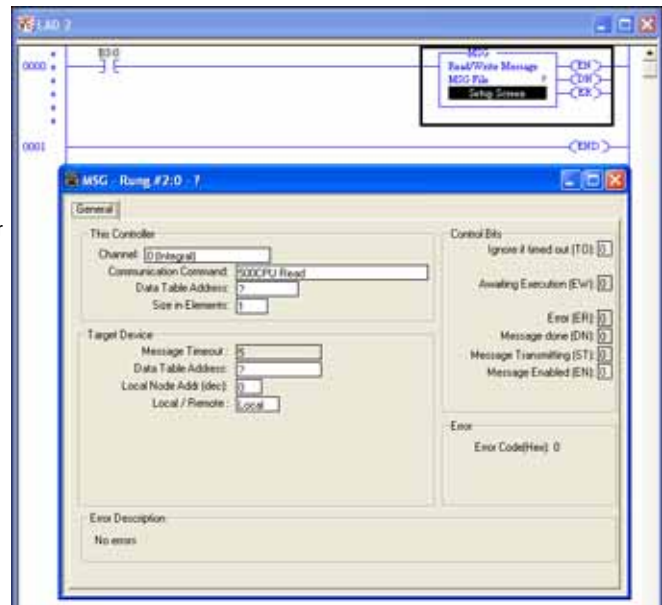 LAD 2
B3:0
0000
MSG
Read/Write Message
MSG File ?
Setup Screen
EN
DN
ER
0001
END
MSG - Rung #2:0 - ?
General
This Controller
Channel: 0 (Integral)
Communication Command: 500CPU Read
Data Table Address: ?
Size in Elements: 1
Target Device
Message Timeout : 5
Data Table Address: ?
Local Node Addr (dec): 0
Local / Remote : Local
Control Bits
Ignore if timed out (TO): 0
Awaiting Execution (EW): 0
Error (ER): 0
Message done (DN): 0
Message Transmitting (ST): 0
Message Enabled (EN): 0
Error
Error Code(Hex): 0
Error Description
No errors